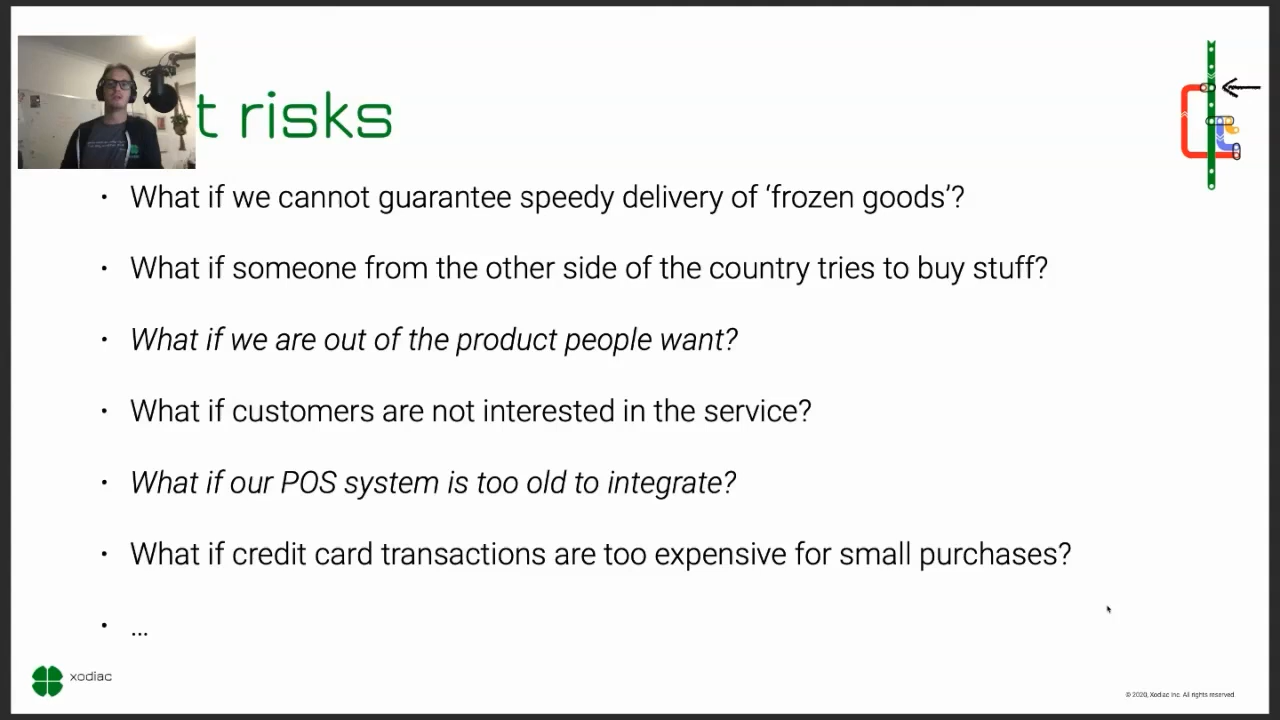 t risks
• What if we cannot guarantee speedy delivery of ‘frozen goods’?
• What if someone from the other side of the country tries to buy stuff?
• What if we are out of the product people want?
• What if customers are not interested in the service?
• What if our POS system is too old to integrate?
• What if credit card transactions are too expensive for small purchases?
• ...
xodiac
© 2020, Xodiac Inc. All rights reserved